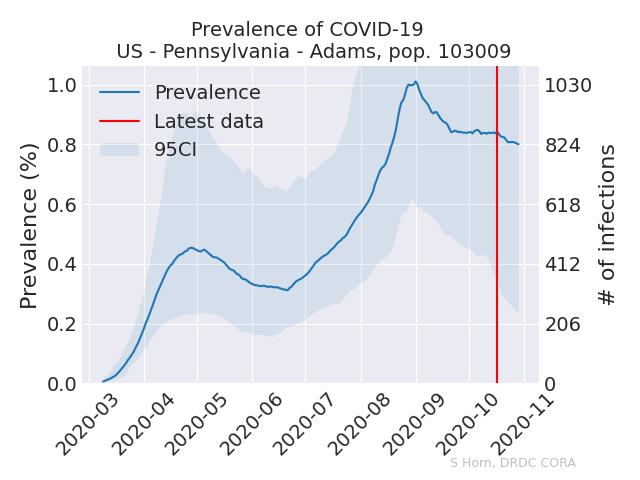 Prevalence of COVID-19
US - Pennsylvania - Adams, pop. 103009
Prevalence
Latest data
95CI
Prevalence (%)
1.0
0.8
0.6
0.4
0.2
0.0
1030
824
618
412
206
0
# of infections
2020-03
2020-04
2020-05
2020-06
2020-07
2020-08
2020-09
2020-10
2020-11
S Horn, DRDC CORA